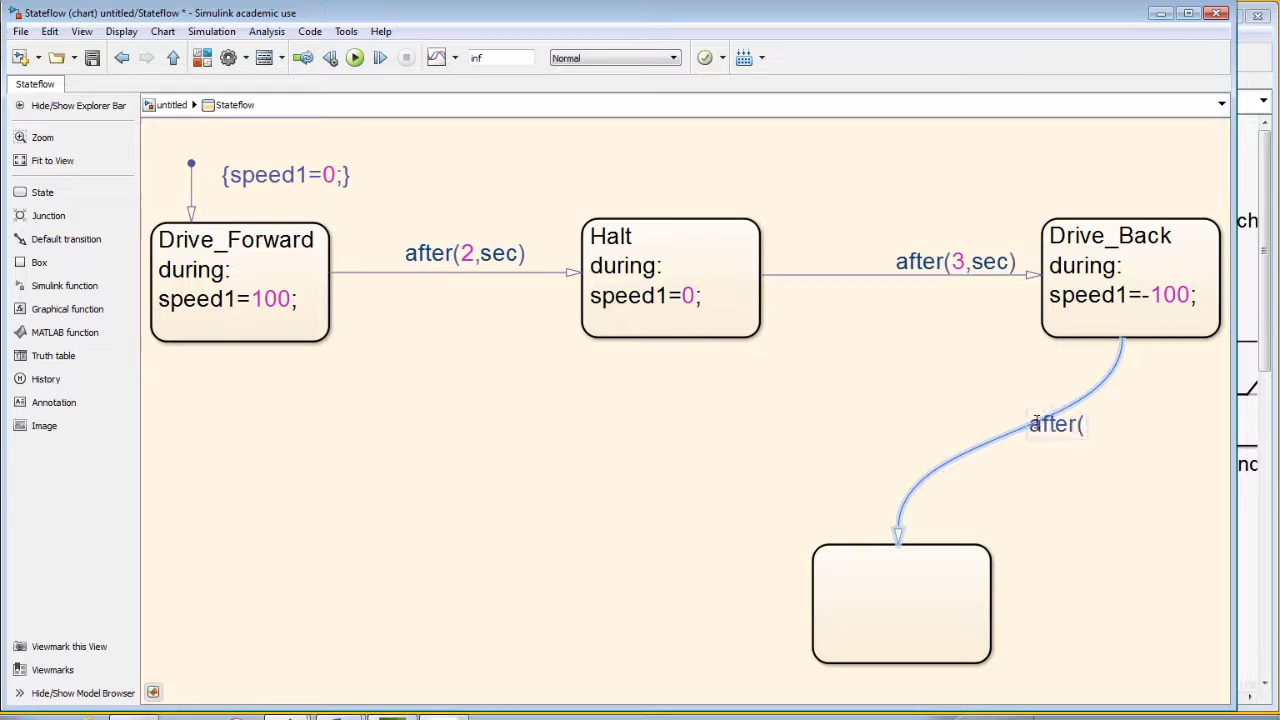 Stateflow (chart) untitled/Stateflow * - Simulink academic use
File Edit View Display Chart Simulation Analysis Code Tools Help
inf Normal
Stateflow
Hide/Show Explorer Bar
untitled Stateflow
Zoom
Fit to View
State
Junction
Default transition
Box
Simulink function
Graphical function
MATLAB function
Truth table
History
Annotation
Image
Viewmark this View
Viewmarks
Hide/Show Model Browser
{speed1=0;}
Drive_Forward
during:
speed1=100;
after(2,sec)
Halt
during:
speed1=0;
after(3,sec)
Drive_Back
during:
speed1=-100;
after(